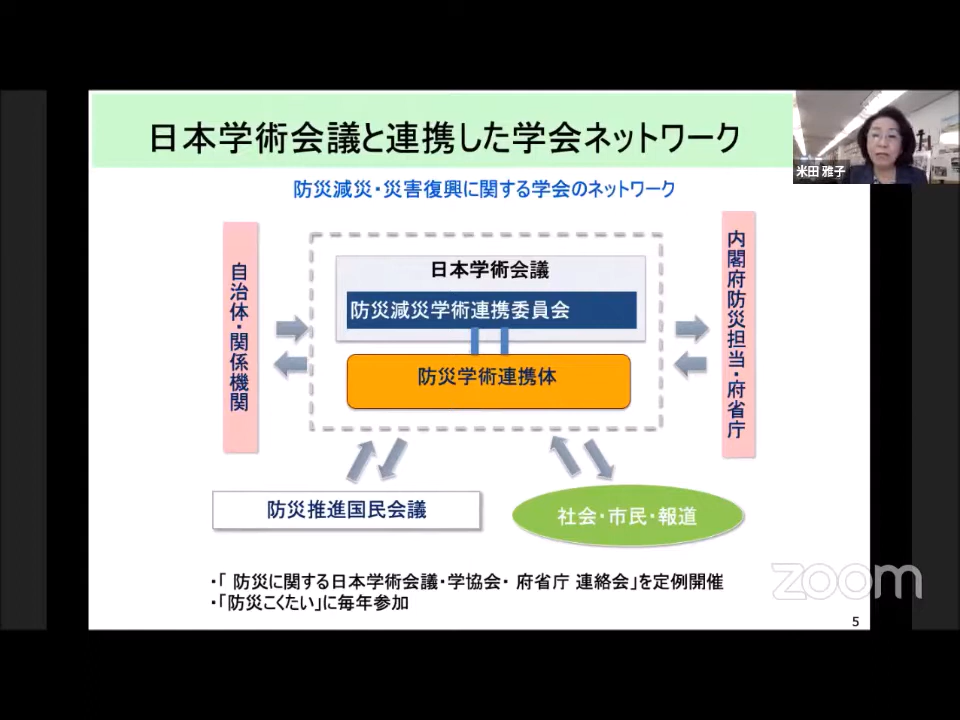 日本学術会議と連携した学会ネットワーク
米田 雅子
防災減災・災害復興に関する学会のネットワーク
自治体・関係機関
日本学術会議
防災減災学術連携委員会
防災学術連携体
内閣府防災担当・府省庁
防災推進国民会議
社会・市民・報道
・「 防災に関する日本学術会議・学協会・ 府省庁 連絡会」を定例開催
・「防災こくたい」に毎年参加
zoom
5